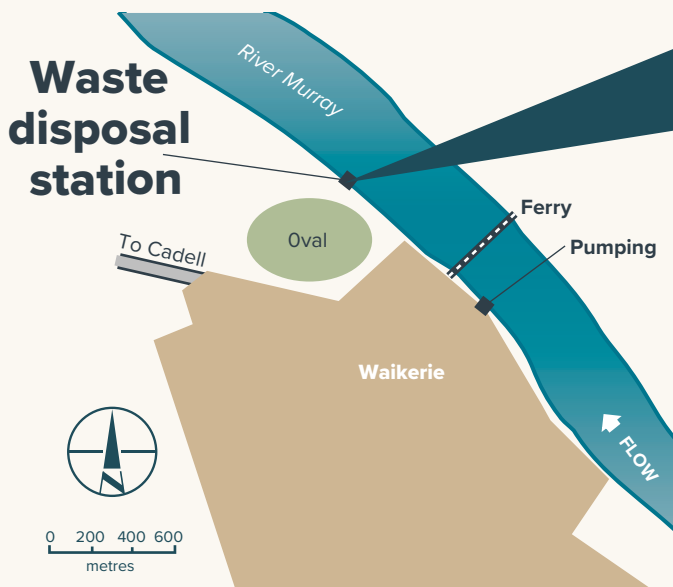 River Murray
Waste
disposal
station
Ferry
Pumping
Oval
To Cadell
Waikerie
FLOW
N
0 200 400 600
metres